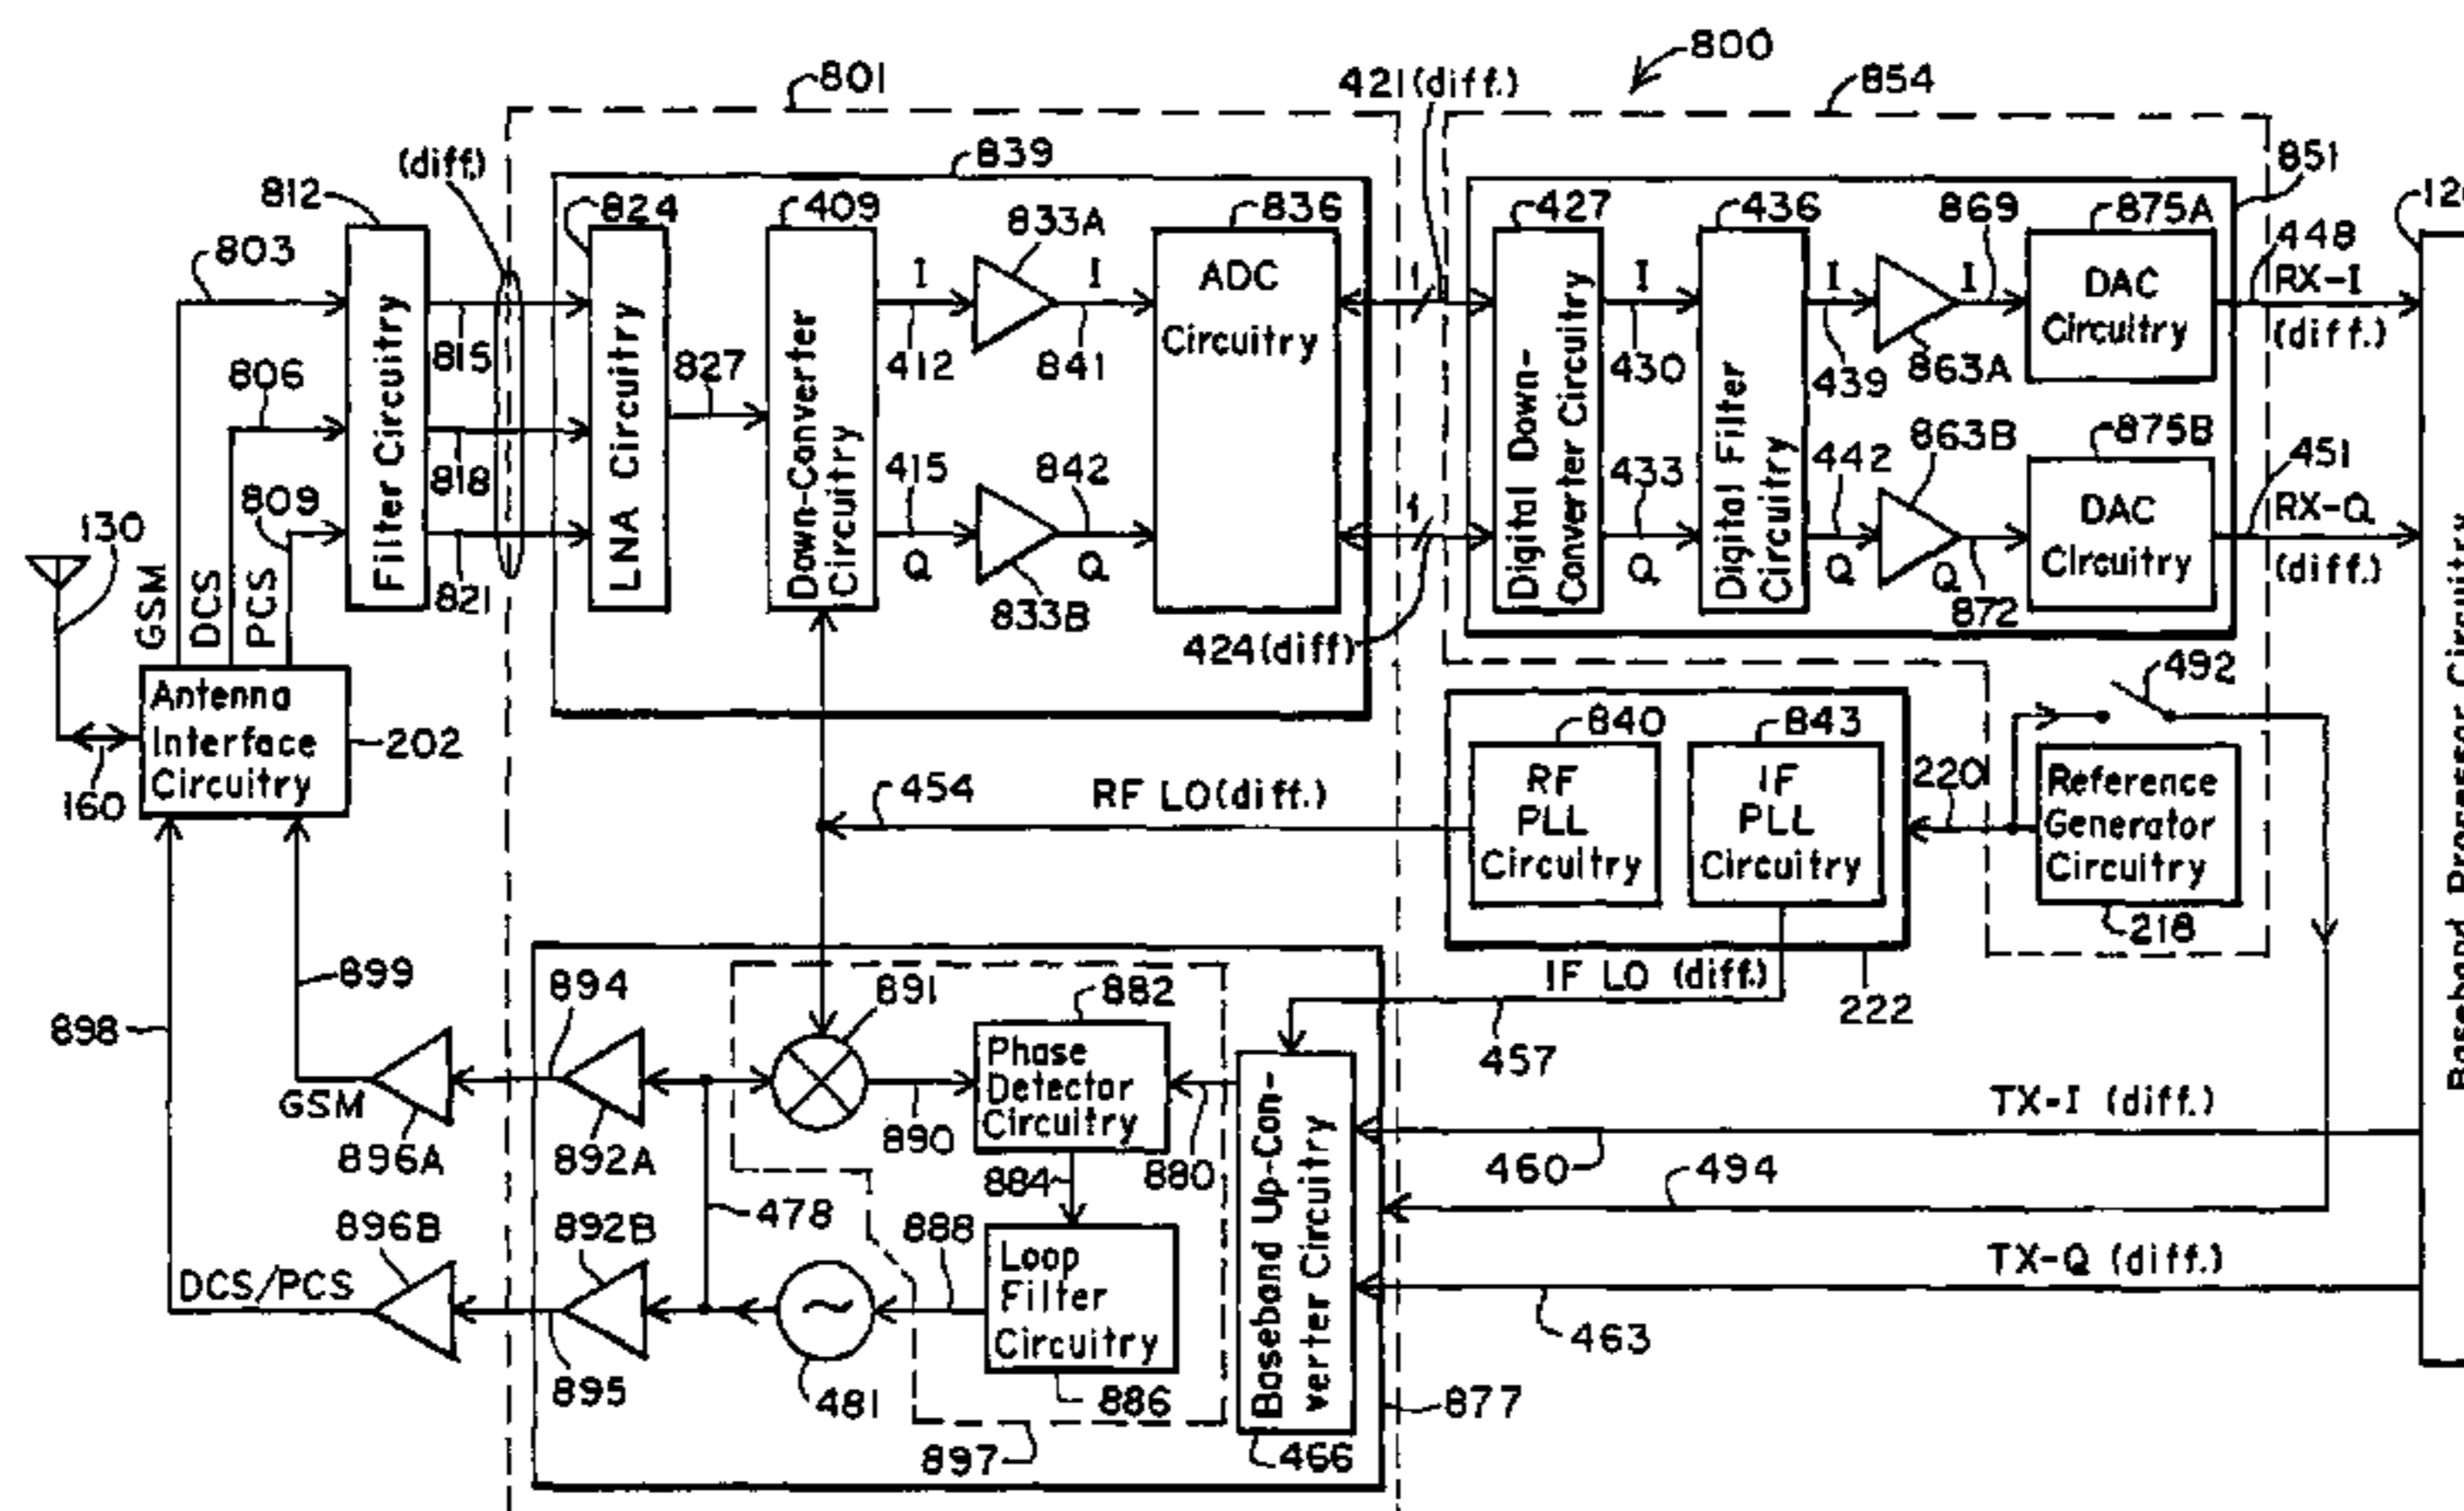 800
801
421(diff.)
854
(diff.)
839
851
812
824
409
833A
836
427
436
869
875A
803
448
I
I
ADC
Circuitry
1
I
I
I
DAC
Circuitry
RX-I
(diff.)
815
827
412
841
430
439
863A
806
Filter Circuitry
LNA Circuitry
Down-Converter
Circuitry
Digital Down-
Converter Circuitry
Digital Filter
Circuitry
818
415
842
1
433
442
863B
875B
451
809
DAC
Circuitry
RX-Q
(diff.)
130
821
Q
Q
833B
Q
Q
Q
872
GSM
DCS
PCS
424(diff)
492
Antenna
Interface
Circuitry
202
160
840
843
RF
PLL
Circuitry
IF
PLL
Circuitry
220
Reference
Generator
Circuitry
218
454
RF LO(diff.)
899
894
891
882
IF LO (diff.)
222
898
457
Phase
Detector
Circuitry
GSM
896A
892A
890
884
880
TX-I (diff.)
460
494
478
896B
892B
888
Loop
Filter
Circuitry
Baseband Up-Con-
verter Circuitry
TX-Q (diff.)
DCS/PCS
463
895
481
886
877
897
466